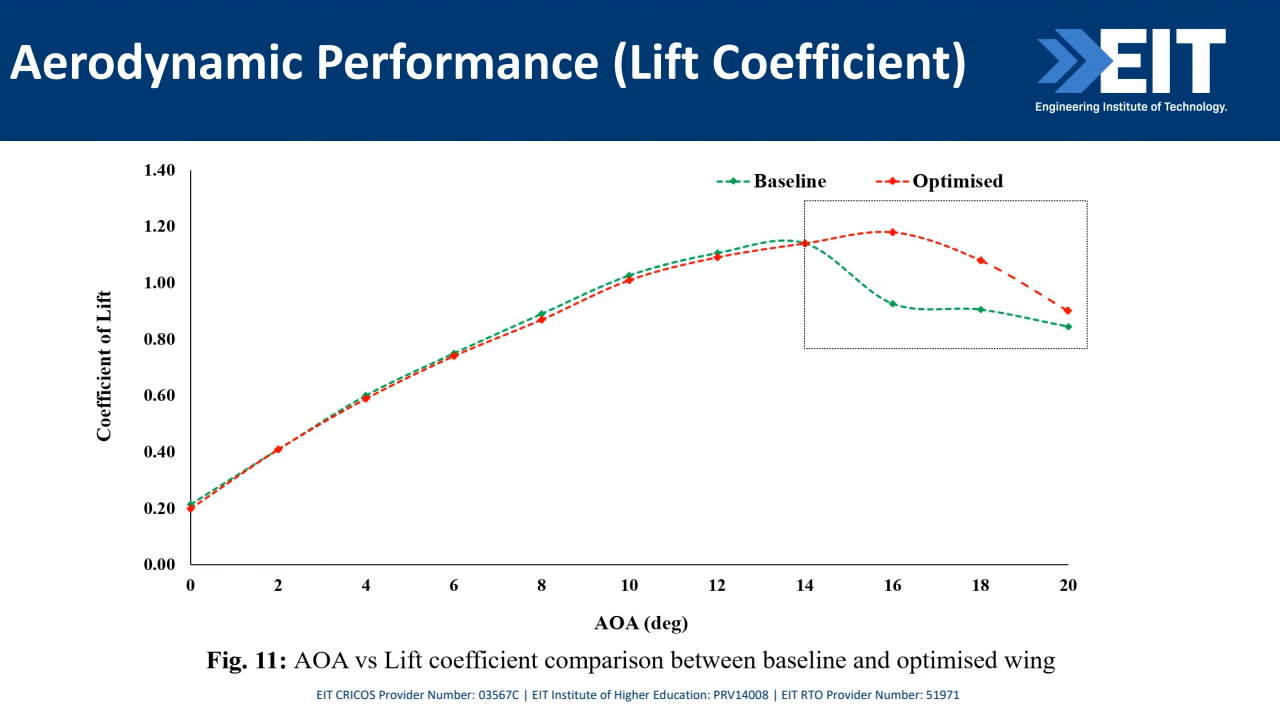 Aerodynamic Performance (Lift Coefficient)
EIT
Engineering Institute of Technology.
Baseline
Optimised
1.40
1.20
1.00
0.80
0.60
0.40
0.20
0.00
Coefficient of Lift
0 2 4 6 8 10 12 14 16 18 20
AOA (deg)
Fig. 11: AOA vs Lift coefficient comparison between baseline and optimised wing
EIT CRICOS Provider Number: 03567C | EIT Institute of Higher Education: PRV14008 | EIT RTO Provider Number: 51971